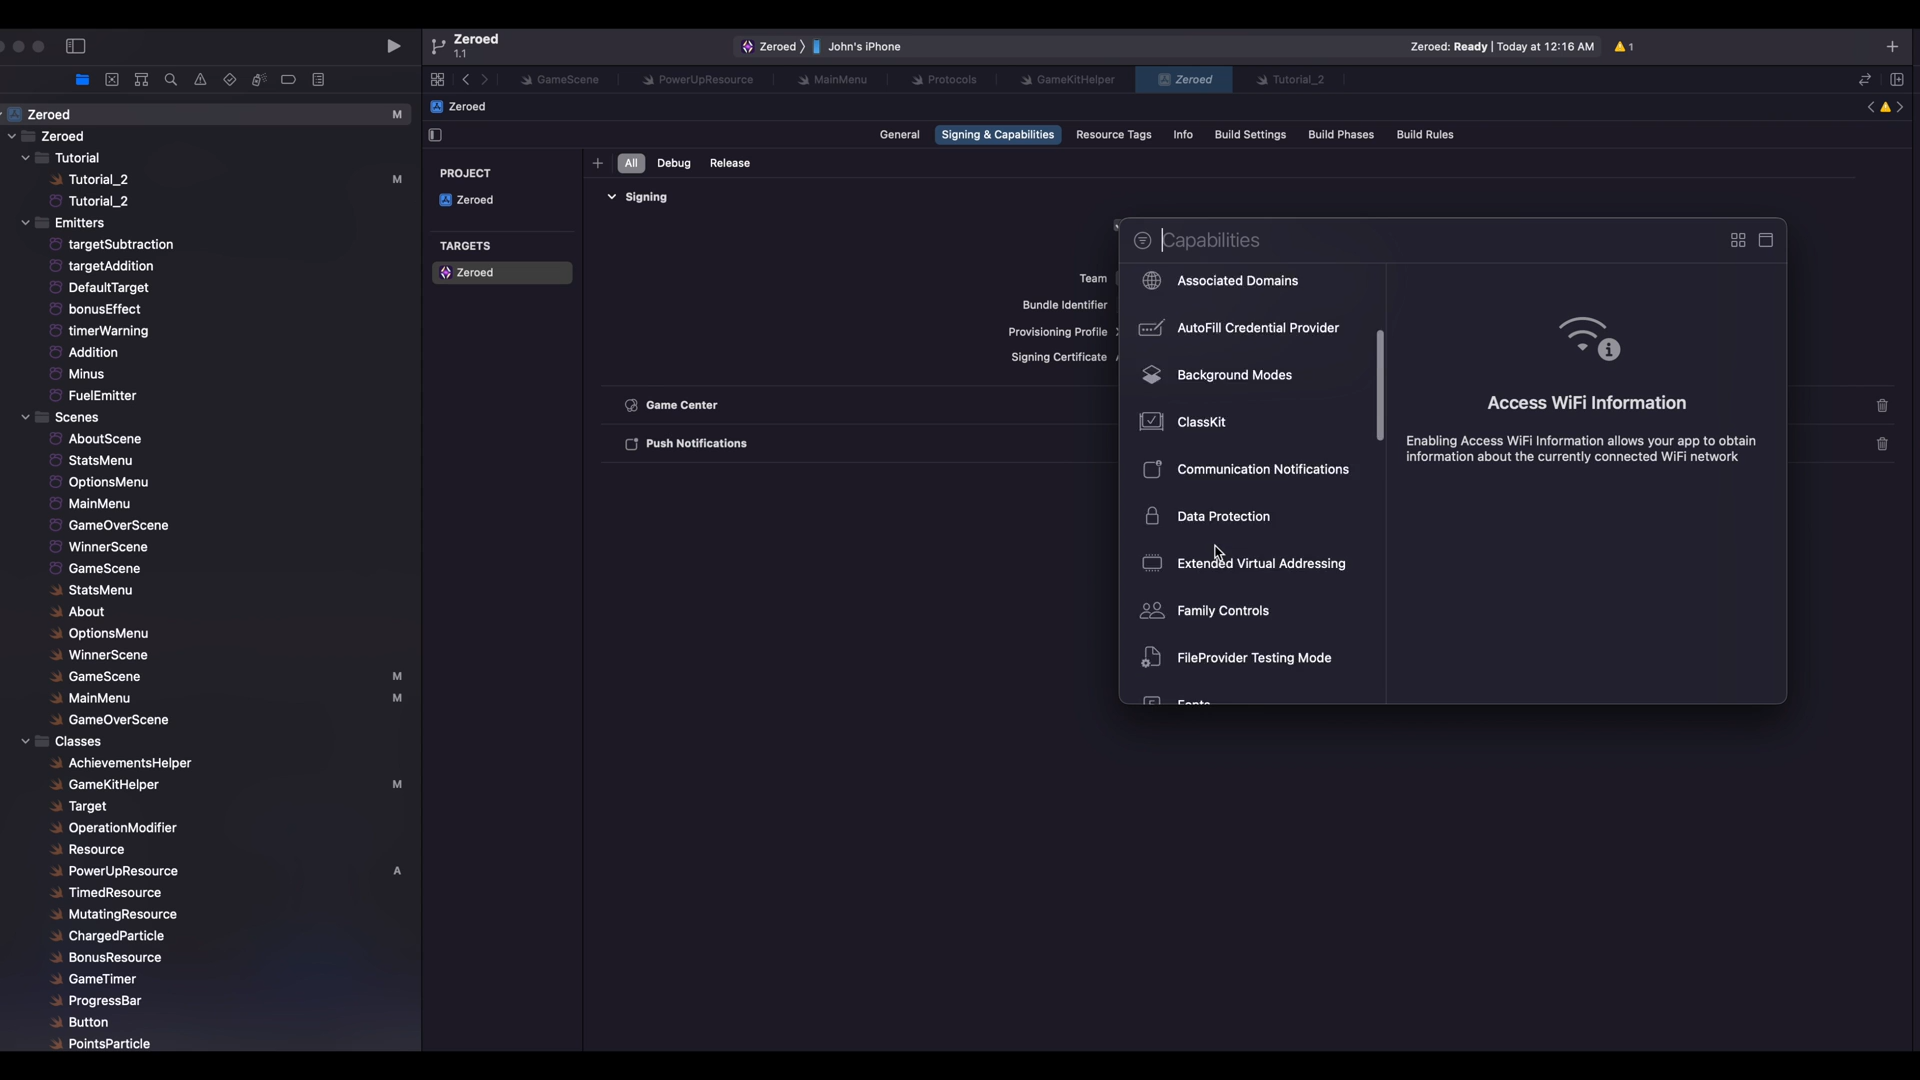 Zeroed
1.1
Zeroed 〉 John's iPhone
Zeroed: Ready | Today at 12:16 AM
1
GameScene
PowerUpResource
MainMenu
Protocols
GameKitHelper
Zeroed
Tutorial_2
Zeroed
General
Signing & Capabilities
Resource Tags
Info
Build Settings
Build Phases
Build Rules
Zeroed M
Zeroed
Tutorial
Tutorial_2 M
Tutorial_2
Emitters
targetSubtraction
targetAddition
DefaultTarget
bonusEffect
timerWarning
Addition
Minus
FuelEmitter
Scenes
AboutScene
StatsMenu
OptionsMenu
MainMenu
GameOverScene
WinnerScene
GameScene
StatsMenu
About
OptionsMenu
WinnerScene
GameScene M
MainMenu M
GameOverScene
Classes
AchievementsHelper
GameKitHelper M
Target
OperationModifier
Resource
PowerUpResource A
TimedResource
MutatingResource
ChargedParticle
BonusResource
GameTimer
ProgressBar
Button
PointsParticle
PROJECT
Zeroed
TARGETS
Zeroed
All
Debug
Release
Signing
Team
Bundle Identifier
Provisioning Profile
Signing Certificate
Game Center
Push Notifications
Capabilities
Associated Domains
AutoFill Credential Provider
Background Modes
ClassKit
Communication Notifications
Data Protection
Extended Virtual Addressing
Family Controls
FileProvider Testing Mode
Fonts
Access WiFi Information
Enabling Access WiFi Information allows your app to obtain
information about the currently connected WiFi network